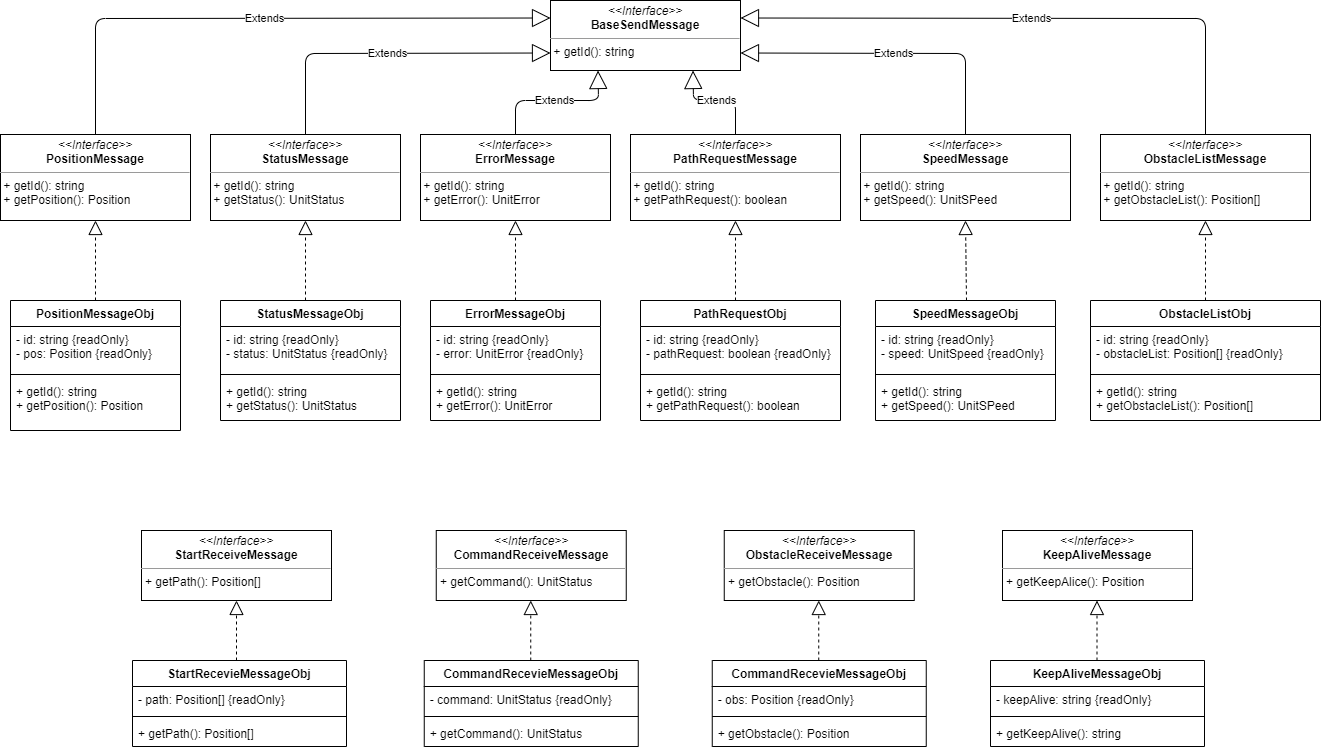 <<Interface>>
BaseSendMessage
+ getId(): string
Extends
Extends
Extends
Extends
Extends
Extends
<<Interface>>
PositionMessage
+ getId(): string
+ getPosition(): Position
<<Interface>>
StatusMessage
+ getId(): string
+ getStatus(): UnitStatus
<<Interface>>
ErrorMessage
+ getId(): string
+ getError(): UnitError
<<Interface>>
PathRequestMessage
+ getId(): string
+ getPathRequest(): boolean
<<Interface>>
SpeedMessage
+ getId(): string
+ getSpeed(): UnitSPeed
<<Interface>>
ObstacleListMessage
+ getId(): string
+ getObstacleList(): Position[]
PositionMessageObj
- id: string {readOnly}
- pos: Position {readOnly}
+ getId(): string
+ getPosition(): Position
StatusMessageObj
- id: string {readOnly}
- status: UnitStatus {readOnly}
+ getId(): string
+ getStatus(): UnitStatus
ErrorMessageObj
- id: string {readOnly}
- error: UnitError {readOnly}
+ getId(): string
+ getError(): UnitError
PathRequestObj
- id: string {readOnly}
- pathRequest: boolean {readOnly}
+ getId(): string
+ getPathRequest(): boolean
SpeedMessageObj
- id: string {readOnly}
- speed: UnitSpeed {readOnly}
+ getId(): string
+ getSpeed(): UnitSPeed
ObstacleListObj
- id: string {readOnly}
- obstacleList: Position[] {readOnly}
+ getId(): string
+ getObstacleList(): Position[]
<<Interface>>
StartReceiveMessage
+ getPath(): Position[]
<<Interface>>
CommandReceiveMessage
+ getCommand(): UnitStatus
<<Interface>>
ObstacleReceiveMessage
+ getObstacle(): Position
<<Interface>>
KeepAliveMessage
+ getKeepAlice(): Position
StartRecevieMessageObj
- path: Position[] {readOnly}
+ getPath(): Position[]
CommandRecevieMessageObj
- command: UnitStatus {readOnly}
+ getCommand(): UnitStatus
CommandRecevieMessageObj
- obs: Position {readOnly}
+ getObstacle(): Position
KeepAliveMessageObj
- keepAlive: string {readOnly}
+ getKeepAlive(): string